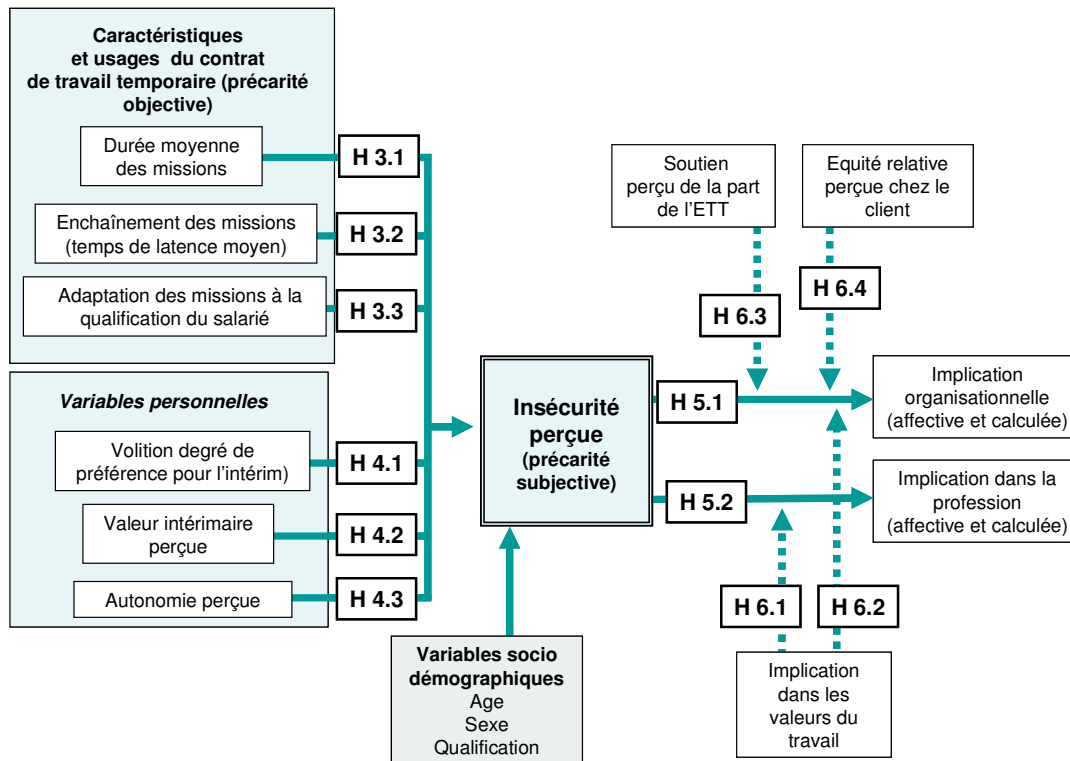 Caractéristiques
et usages du contrat
de travail temporaire (précarité
objective)
Durée moyenne
des missions
H 3.1
Enchaînement des missions
(temps de latence moyen)
H 3.2
Adaptation des missions à la
qualification du salarié
H 3.3
Variables personnelles
Volition degré de
préférence pour l'intérim)
H 4.1
Valeur intérimaire
perçue
H 4.2
Autonomie perçue
H 4.3
Insécurité
perçue
(précarité
subjective)
Variables socio
démographiques
Age
Sexe
Qualification
Soutien
perçu de la part
de l'ETT
Equité relative
perçue chez le
client
H 6.3
H 6.4
H 5.1
Implication
organisationnelle
(affective et calculée)
H 5.2
Implication dans la
profession
(affective et calculée)
H 6.1
H 6.2
Implication
dans les
valeurs du
travail